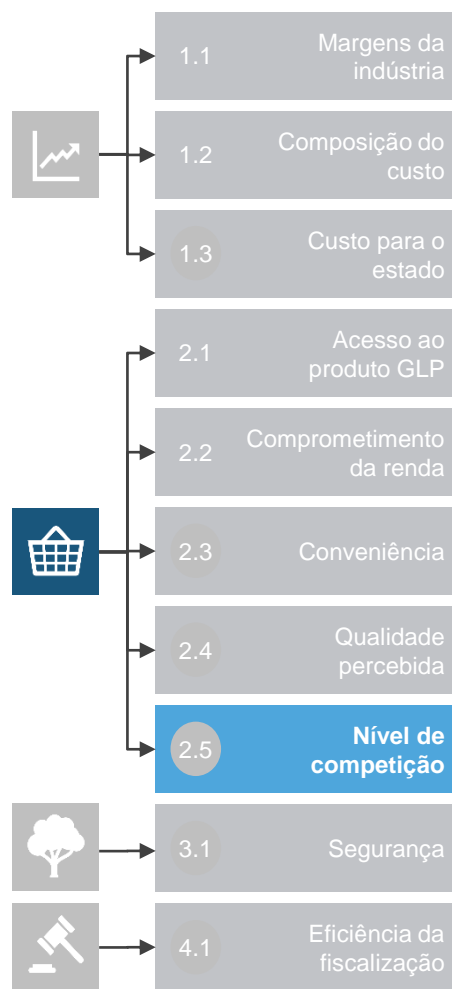 1.1 Margens da
indústria
1.2 Composição do
custo
1.3 Custo para o
estado
2.1 Acesso ao
produto GLP
2.2 Comprometimento
da renda
2.3 Conveniência
2.4 Qualidade
percebida
2.5 Nível de
competição
3.1 Segurança
4.1 Eficiência da
fiscalização